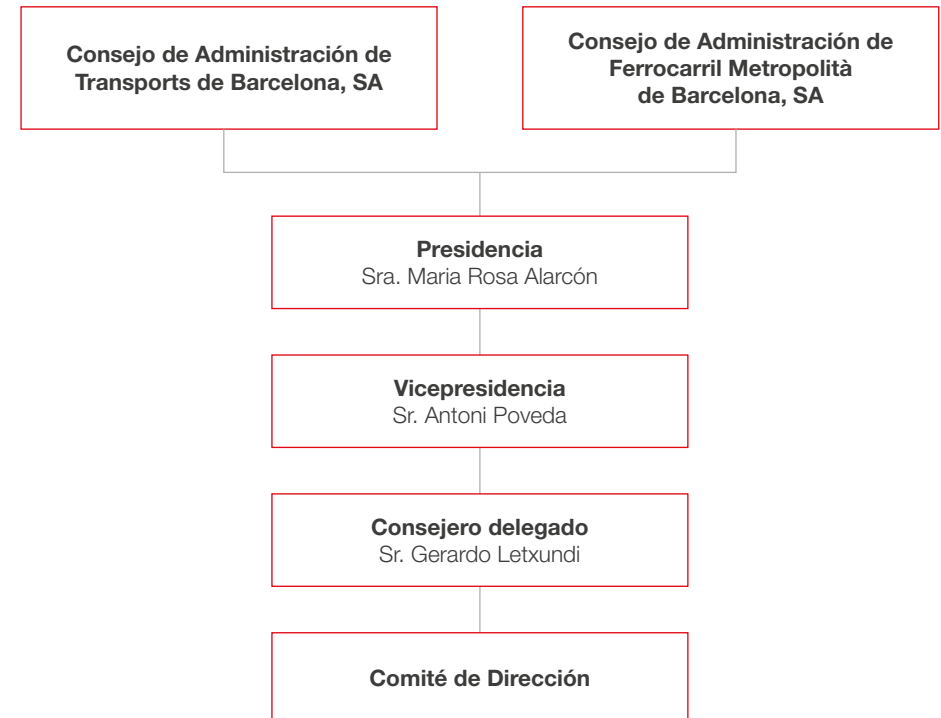 Consejo de Administración de
Transports de Barcelona, SA
Consejo de Administración de
Ferrocarril Metropolità
de Barcelona, SA
Presidencia
Sra. Maria Rosa Alarcón
Vicepresidencia
Sr. Antoni Poveda
Consejero delegado
Sr. Gerardo Letxundi
Comité de Dirección